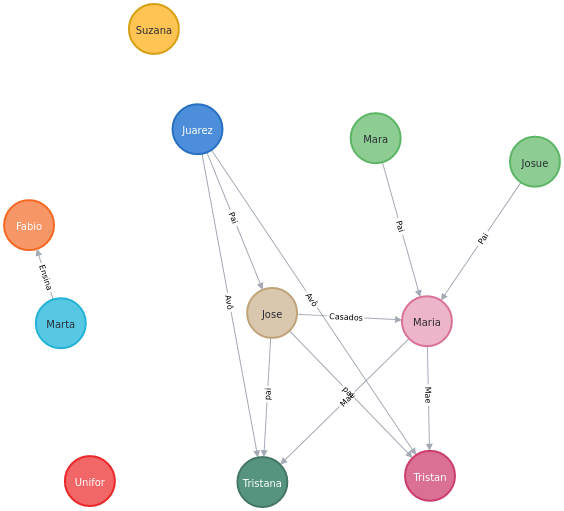 Suzana
Juarez
Mara
Josue
Pai
Pai
Pai
Fabio
Ensina
Avô
Avô
Marta
Jose
Casados
Maria
pai
pai
Mae
Mae
Unifor
Tristana
Tristan